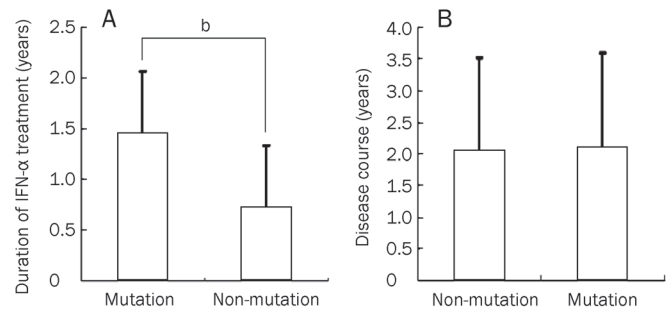 A
b
Duration of IFN-α treatment (years)
2.5
2.0
1.5
1.0
0.5
0
Mutation Non-mutation
B
Disease course (years)
4.0
3.5
3.0
2.5
2.0
1.5
1.0
0.5
0
Non-mutation Mutation